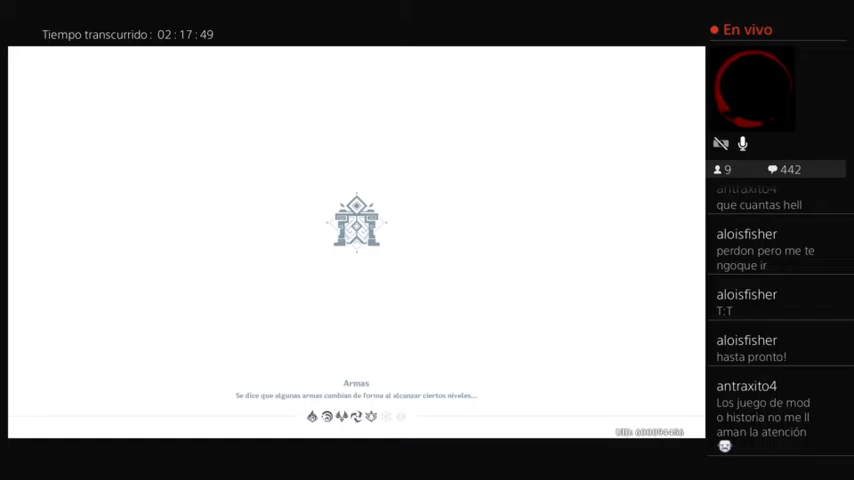 Tiempo transcurrido: 02:17:49
En vivo
9 442
antraxito4
que cuantas hell
aloisfisher
perdon pero me te
ngoque ir
aloisfisher
T:T
aloisfisher
hasta pronto!
antraxito4
Los juego de mod
o historia no me ll
aman la atención
Armas
Se dice que algunas armas cambian de forma al alcanzar ciertos niveles...
UID: 600094456